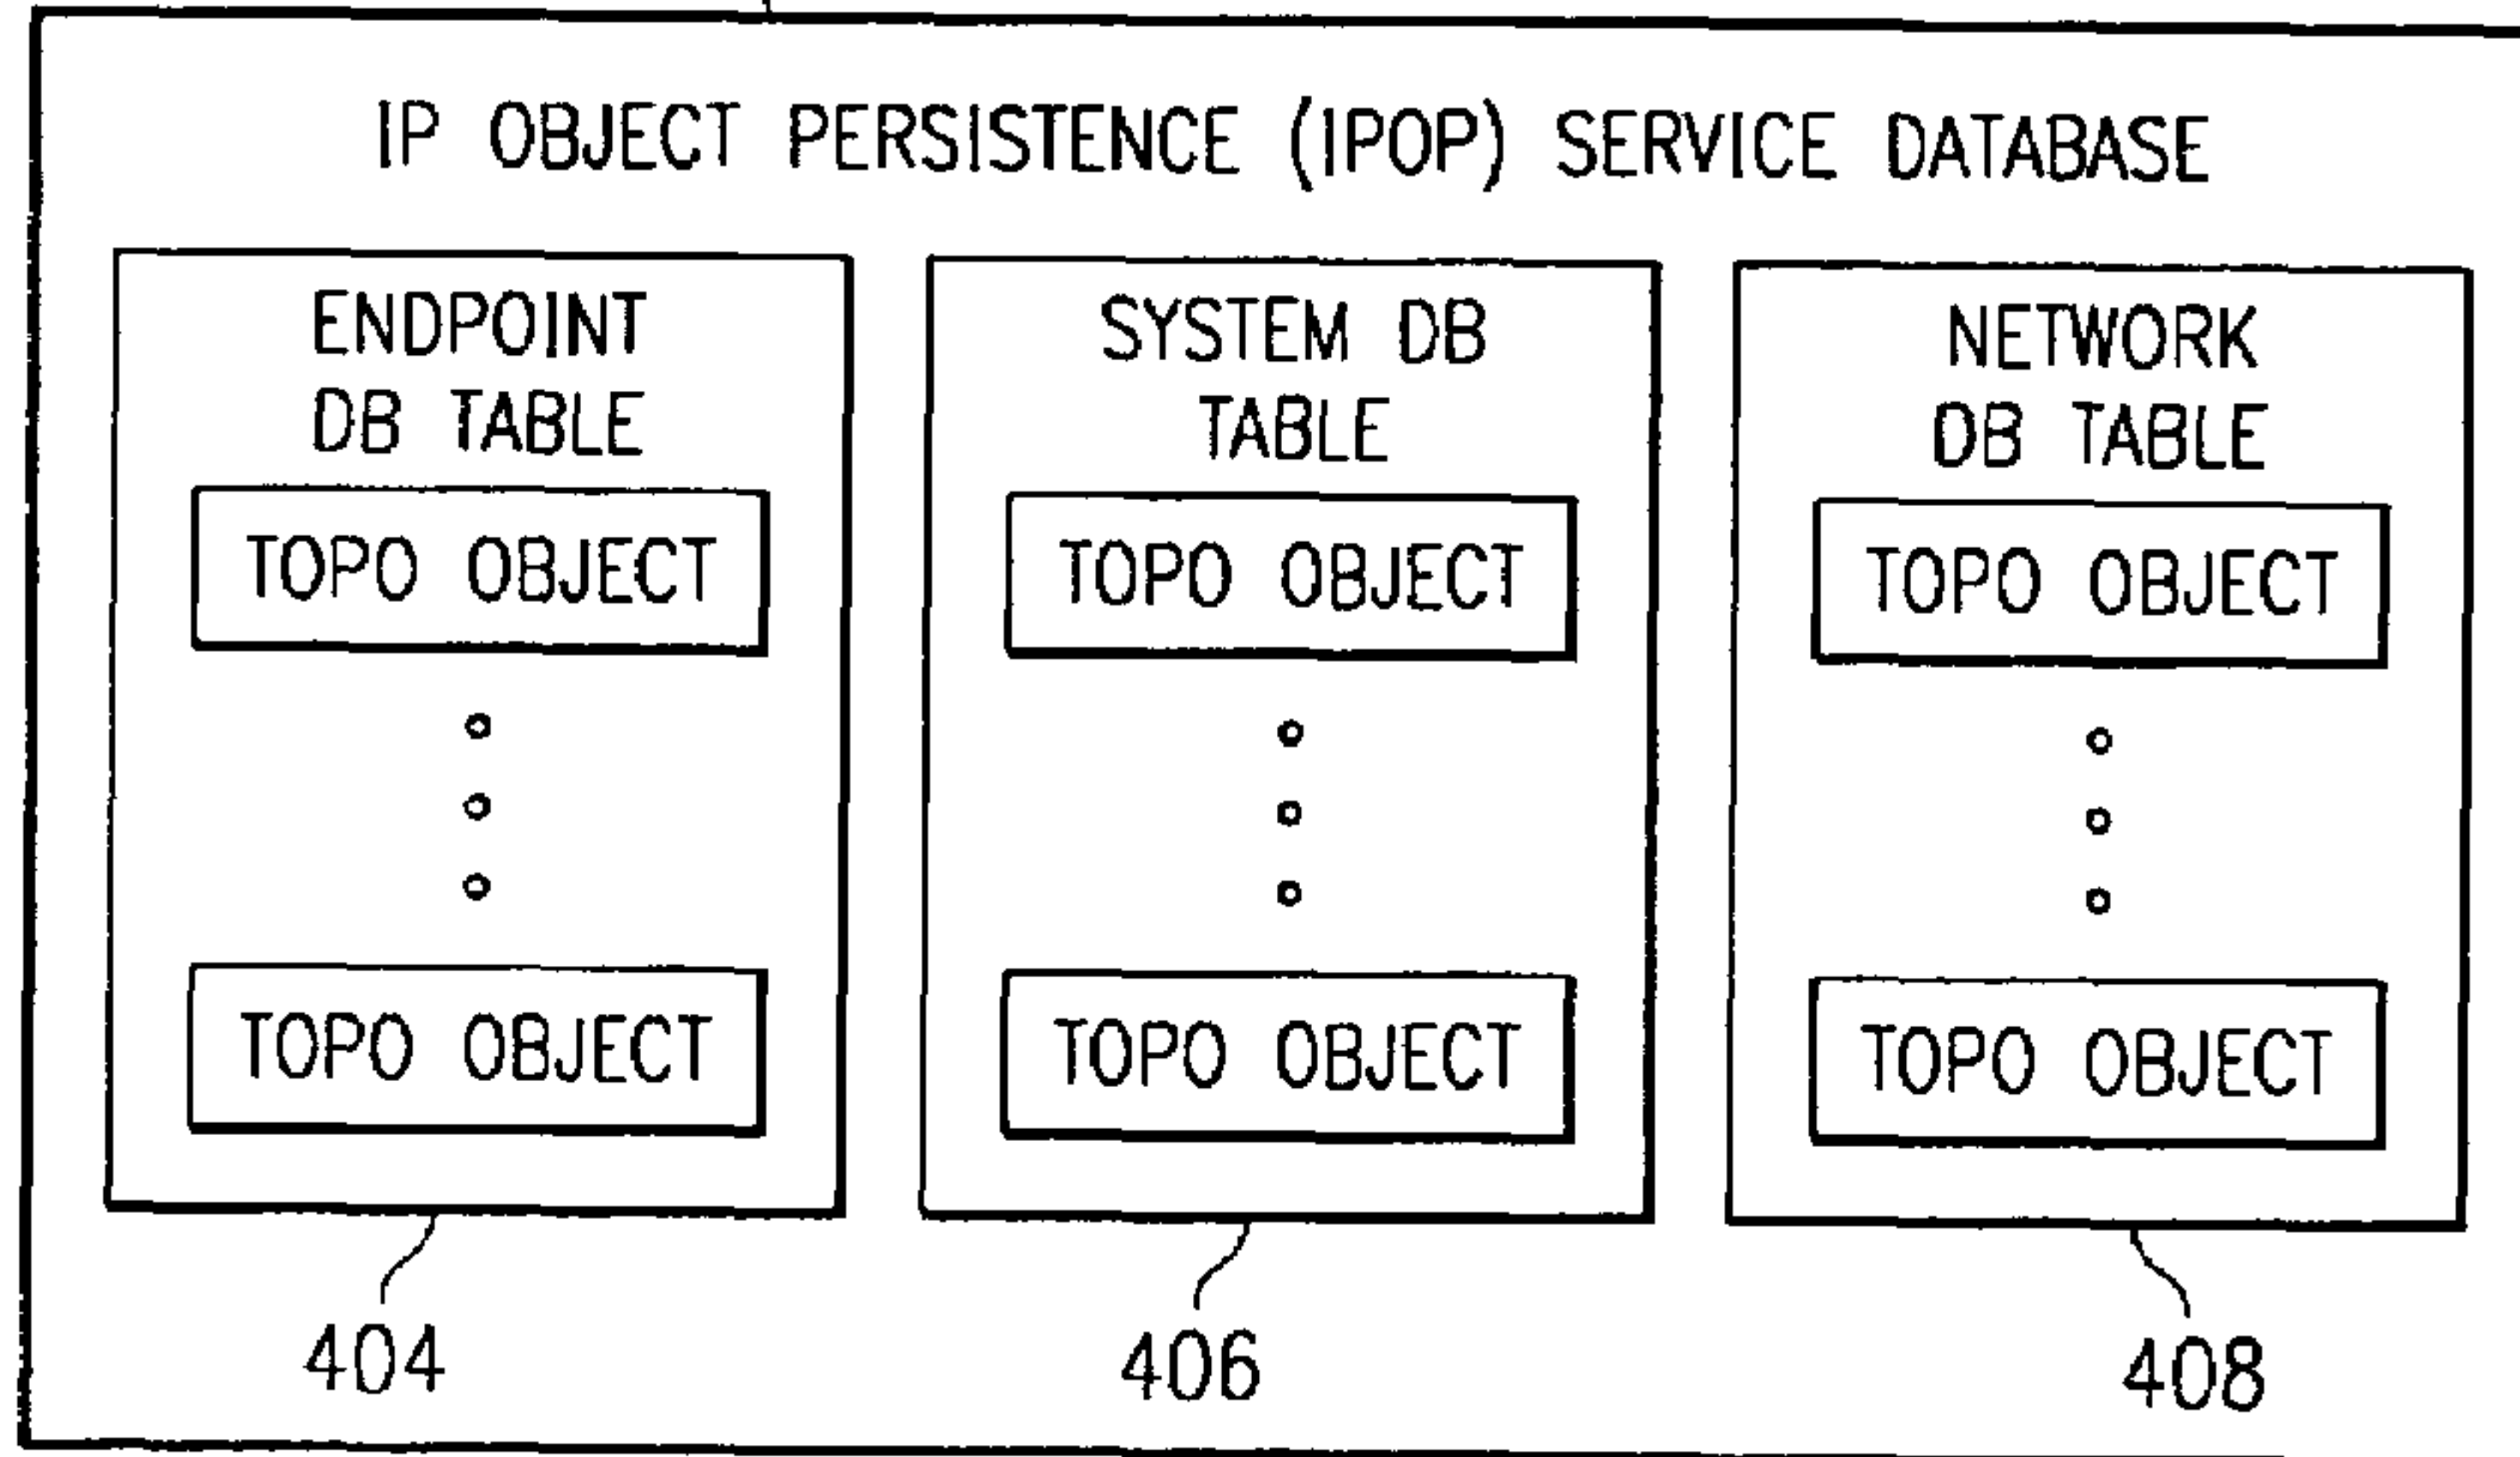 IP OBJECT PERSISTENCE (IPOP) SERVICE DATABASE
ENDPOINT
DB TABLE
TOPO OBJECT
TOPO OBJECT
404
SYSTEM DB
TABLE
TOPO OBJECT
TOPO OBJECT
406
NETWORK
DB TABLE
TOPO OBJECT
TOPO OBJECT
408